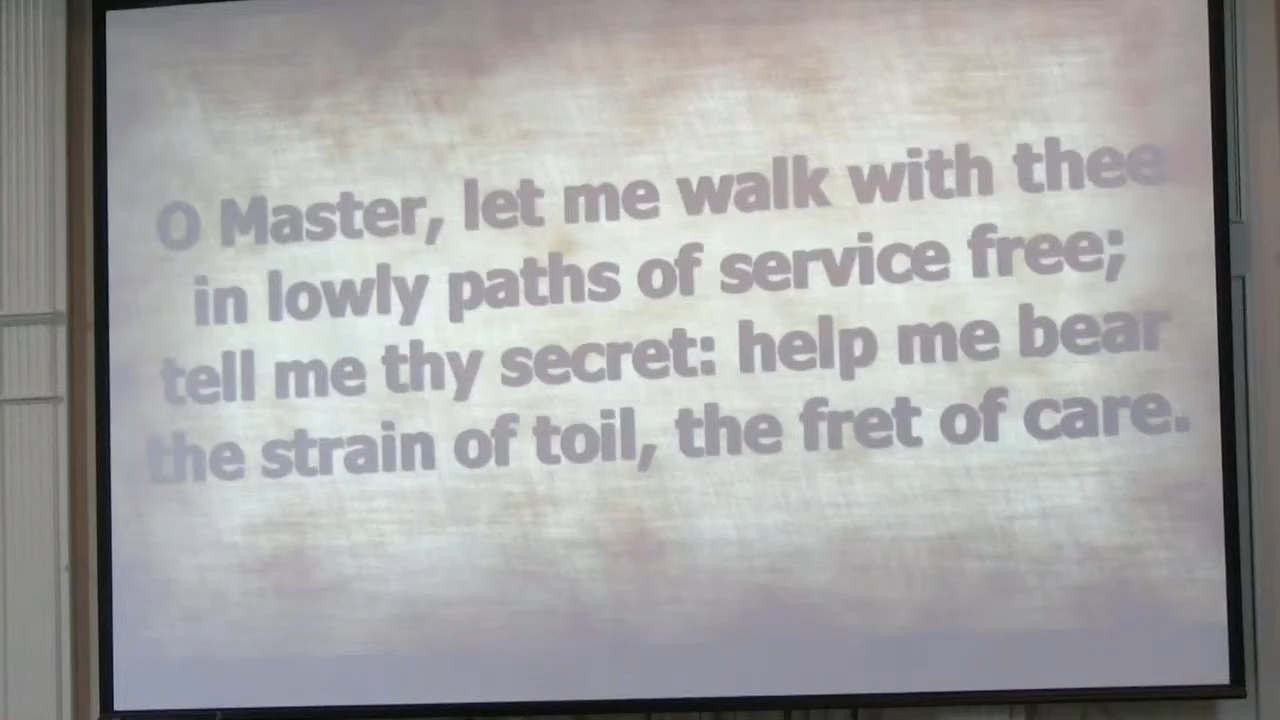 O Master, let me walk with thee
in lowly paths of service free;
tell me thy secret: help me bear
the strain of toil, the fret of care.